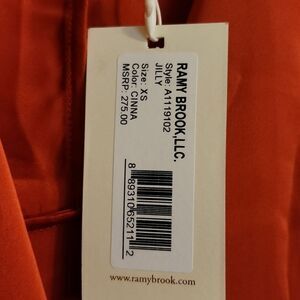 RAMY BROOK,LLC.
Style: A1119102
JILLY
Size: XS
Color: CINNA
MSRP: 275.00
8 89310 65211 2
www.ramybrook.com